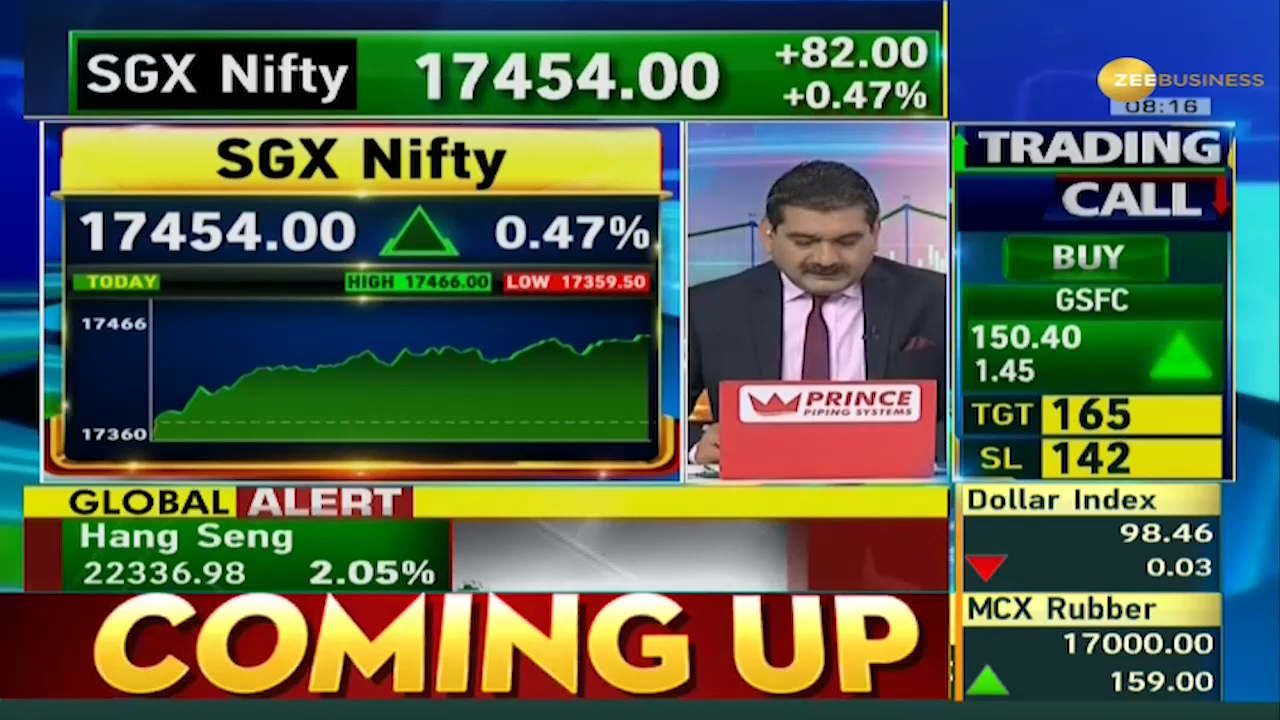 SGX Nifty 17454.00 +82.00
+0.47%
ZEEBUSINESS
08:16
SGX Nifty
17454.00 0.47%
TODAY HIGH 17466.00 LOW 17359.50
17466
17360
PRINCE
PIPING SYSTEMS
TRADING
CALL
BUY
GSFC
150.40
1.45
TGT 165
SL 142
GLOBAL ALERT
Hang Seng
22336.98 2.05%
Dollar Index
98.46
0.03
MCX Rubber
17000.00
159.00
COMING UP